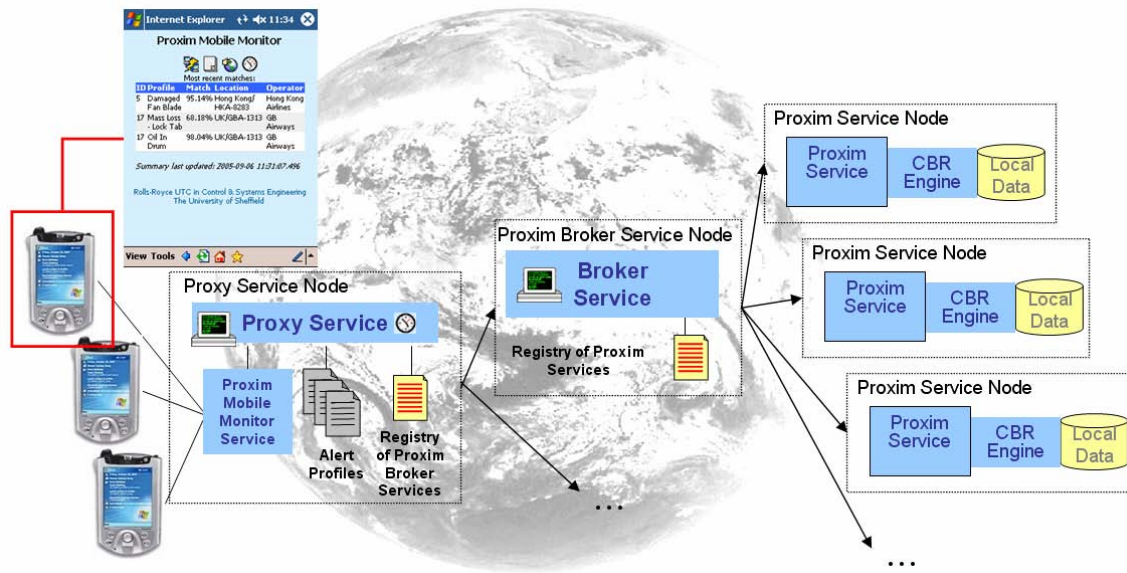 Internet Explorer 11:34
Proxim Mobile Monitor
Most recent matches:
ID Profile Match Location Operator
5 Damaged 95.14% Hong Kong/ Hong Kong
Fan Blade HKA-8283 Airlines
17 Mass Loss 68.18% UK/GBA-1313 GB
- Lock Tab Airways
17 Oil In 98.04% UK/GBA-1313 GB
Drum Airways
Summary last updated: 2005-09-06 11:31:07.496
Rolls-Royce UTC in Control & Systems Engineering
The University of Sheffield
View Tools
Proxy Service Node
Proxy Service
Proxim
Mobile
Monitor
Service
Alert
Profiles
Registry
of Proxim
Broker
Services
Proxim Broker Service Node
Broker
Service
Registry of Proxim
Services
...
Proxim Service Node
Proxim
Service
CBR
Engine
Local
Data
Proxim Service Node
Proxim
Service
CBR
Engine
Local
Data
Proxim Service Node
Proxim
Service
CBR
Engine
Local
Data
...